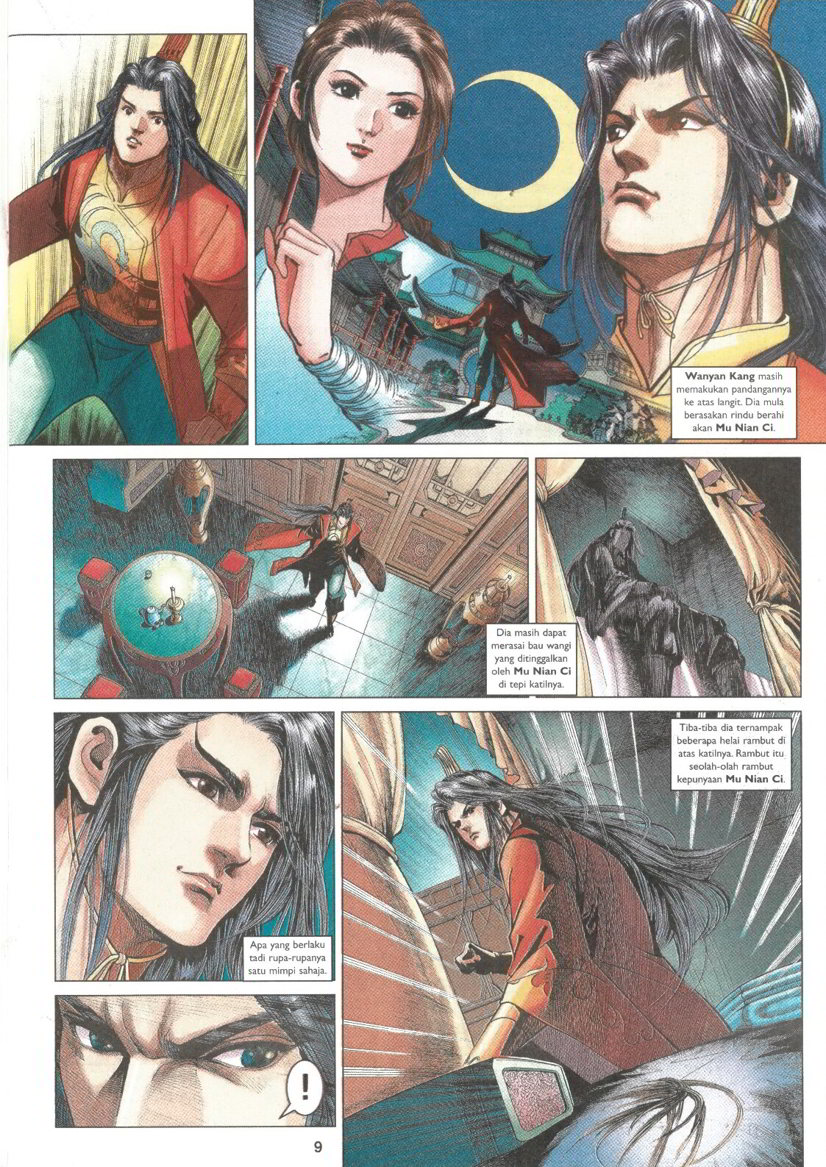 Wanyan Kang masih
memakukan pandangannya
ke atas langit. Dia mula
berasakan rindu berahi
akan Mu Nian Ci.
Dia masih dapat
merasai bau wangi
yang ditinggalkan
oleh Mu Nian Ci
di tepi katilnya.
Apa yang berlaku
tadi rupa-rupanya
satu mimpi sahaja.
Tiba-tiba dia ternampak
beberapa helai rambut di
atas katilnya. Rambut itu
seolah-olah rambut
kepunyaan Mu Nian Ci.
!
9